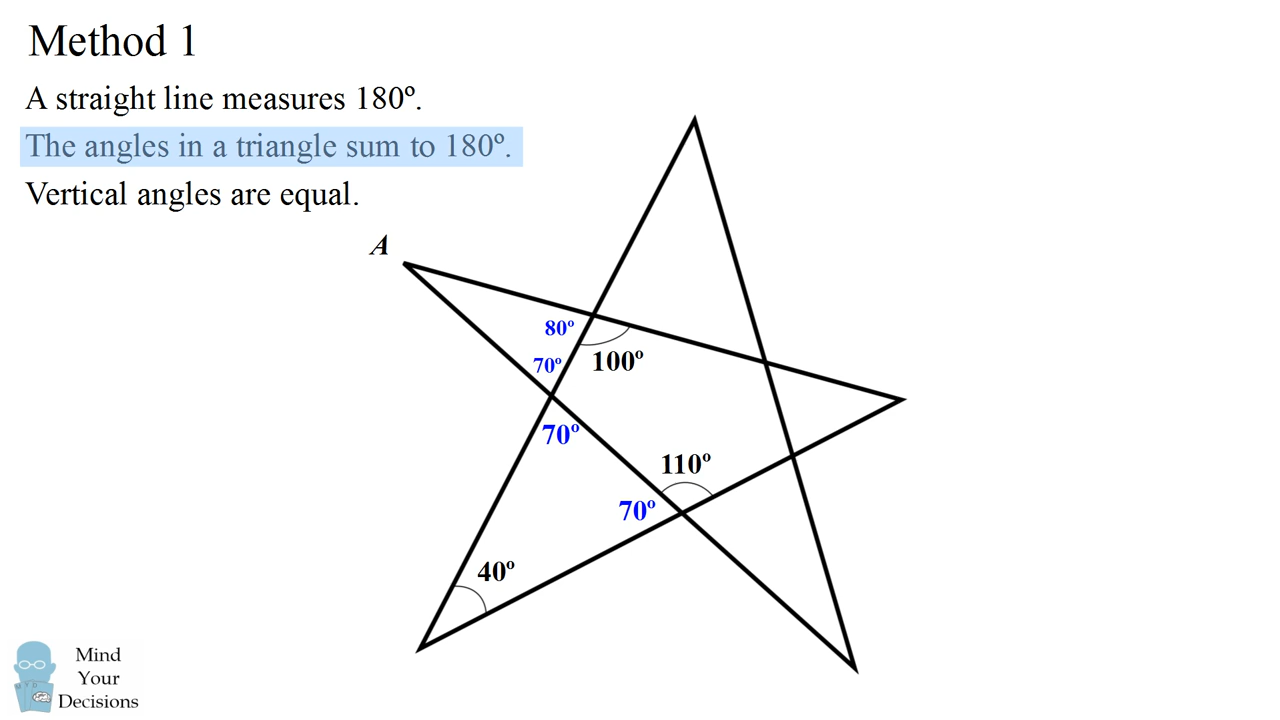 Method 1
A straight line measures 180º.
The angles in a triangle sum to 180º.
Vertical angles are equal.
A
80º
70º
100º
70º
110º
70º
40º
Mind
Your
Decisions